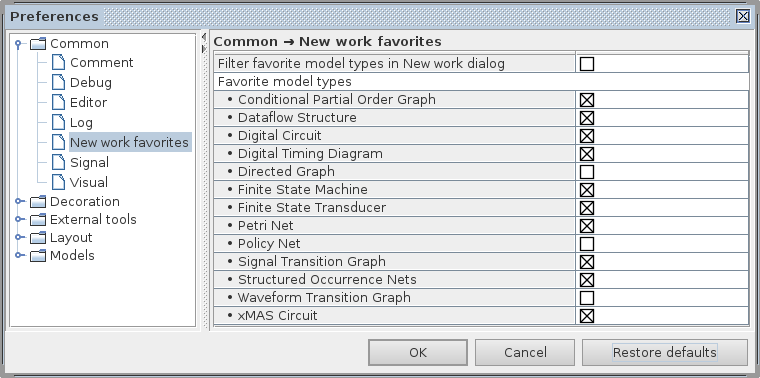 Preferences
Common
Comment
Debug
Editor
Log
New work favorites
Signal
Visual
Decoration
External tools
Layout
Models
Common → New work favorites
Filter favorite model types in New work dialog
Favorite model types
• Conditional Partial Order Graph
• Dataflow Structure
• Digital Circuit
• Digital Timing Diagram
• Directed Graph
• Finite State Machine
• Finite State Transducer
• Petri Net
• Policy Net
• Signal Transition Graph
• Structured Occurrence Nets
• Waveform Transition Graph
• xMAS Circuit
OK
Cancel
Restore defaults